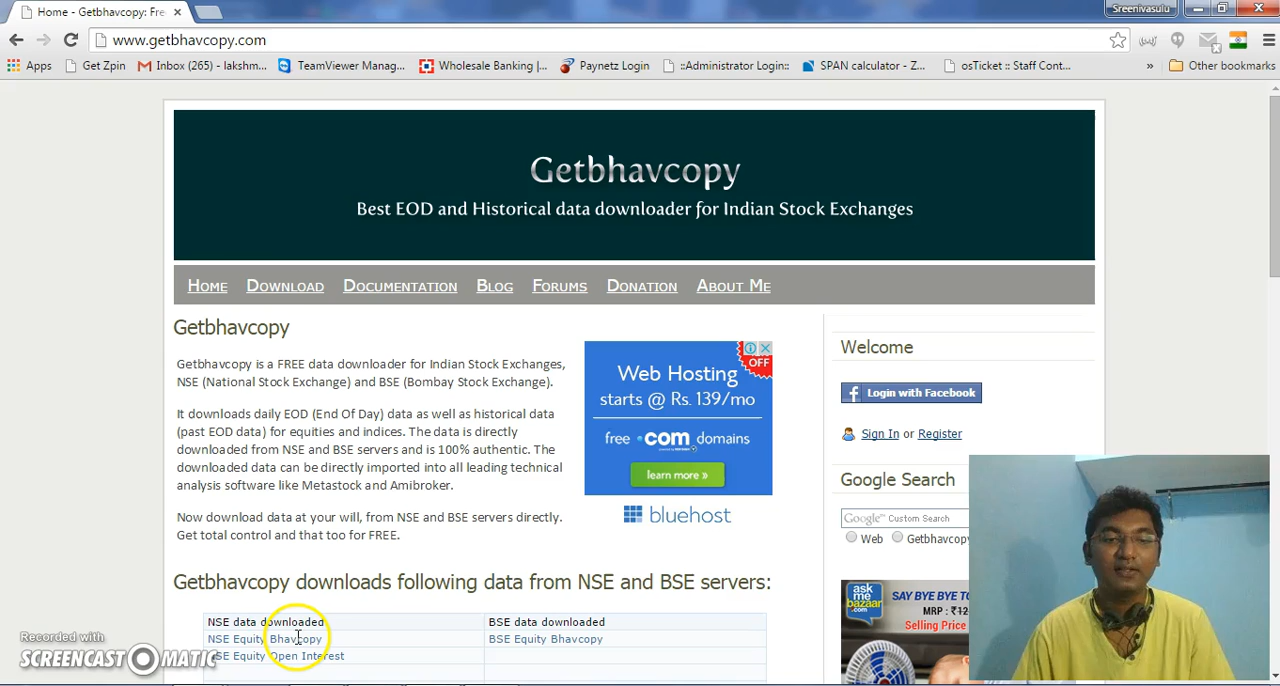 Home - Getbhavcopy: Fre
Sreenivasulu
www.getbhavcopy.com
Apps
Get Zpin
Inbox (265) - lakshm...
TeamViewer Manag...
Wholesale Banking |...
Paynetz Login
::Administrator Login::
SPAN calculator - Z...
osTicket :: Staff Cont...
»
Other bookmarks
Getbhavcopy
Best EOD and Historical data downloader for Indian Stock Exchanges
Home Download Documentation Blog Forums Donation About Me
Getbhavcopy
Getbhavcopy is a FREE data downloader for Indian Stock Exchanges,
NSE (National Stock Exchange) and BSE (Bombay Stock Exchange).
It downloads daily EOD (End Of Day) data as well as historical data
(past EOD data) for equities and indices. The data is directly
downloaded from NSE and BSE servers and is 100% authentic. The
downloaded data can be directly imported into all leading technical
analysis software like Metastock and Amibroker.
Now download data at your will, from NSE and BSE servers directly.
Get total control and that too for FREE.
OFF
Web Hosting
starts @ Rs. 139/mo
free .com domains
learn more »
bluehost
Welcome
Login with Facebook
Sign In or Register
Google Search
Google™ Custom Search
Web Getbhavcopy
Getbhavcopy downloads following data from NSE and BSE servers:
NSE data downloaded BSE data downloaded
NSE Equity Bhavcopy BSE Equity Bhavcopy
NSE Equity Open Interest
ask me bazaar.com
SAY BYE BYE TO
MRP : ₹12
Selling Price
Recorded with
SCREENCAST MATIC